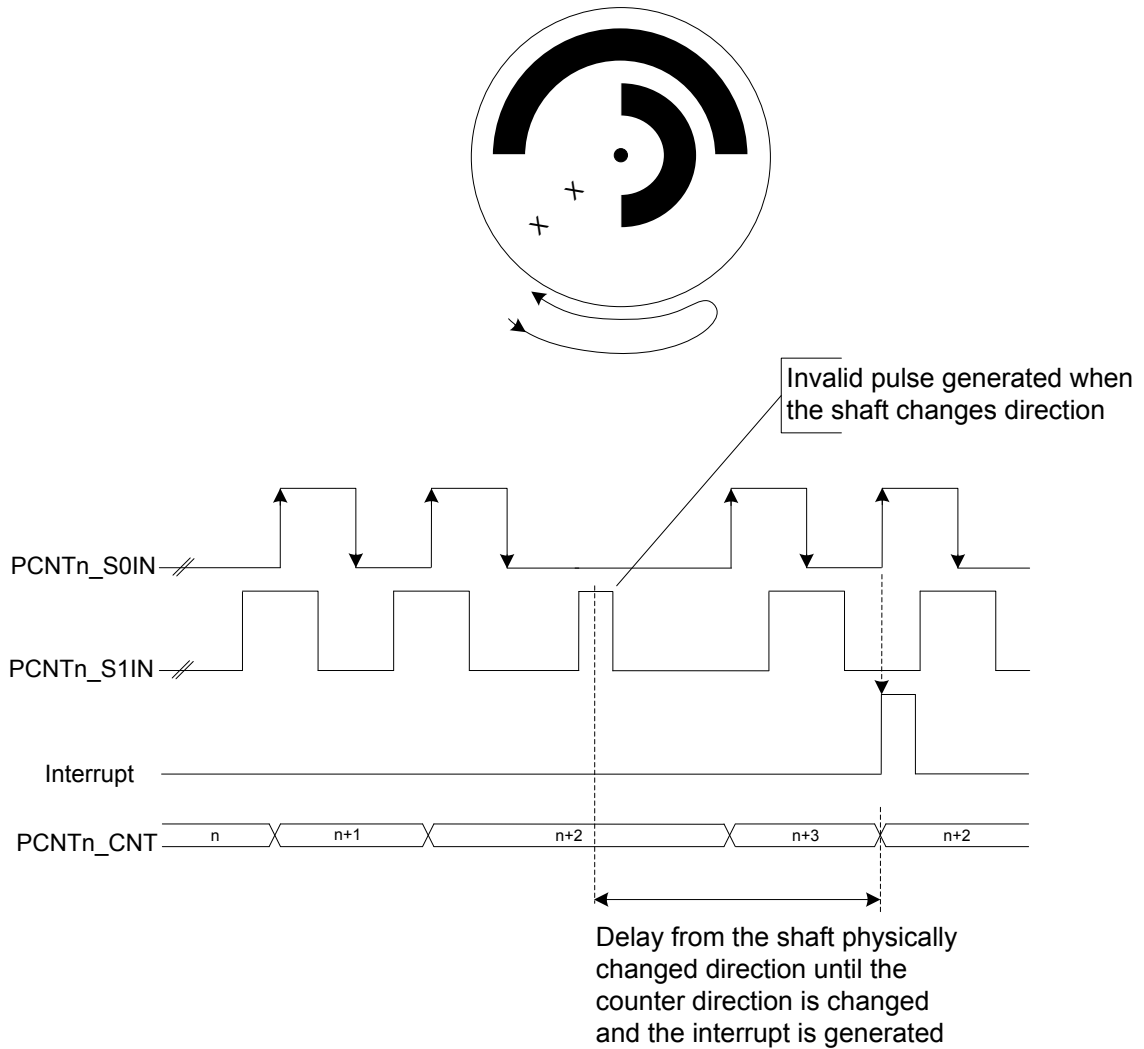 X
X
Invalid pulse generated when
the shaft changes direction
PCNTn_S0IN
PCNTn_S1IN
Interrupt
PCNTn_CNT
n
n+1
n+2
n+3
n+2
Delay from the shaft physically
changed direction until the
counter direction is changed
and the interrupt is generated